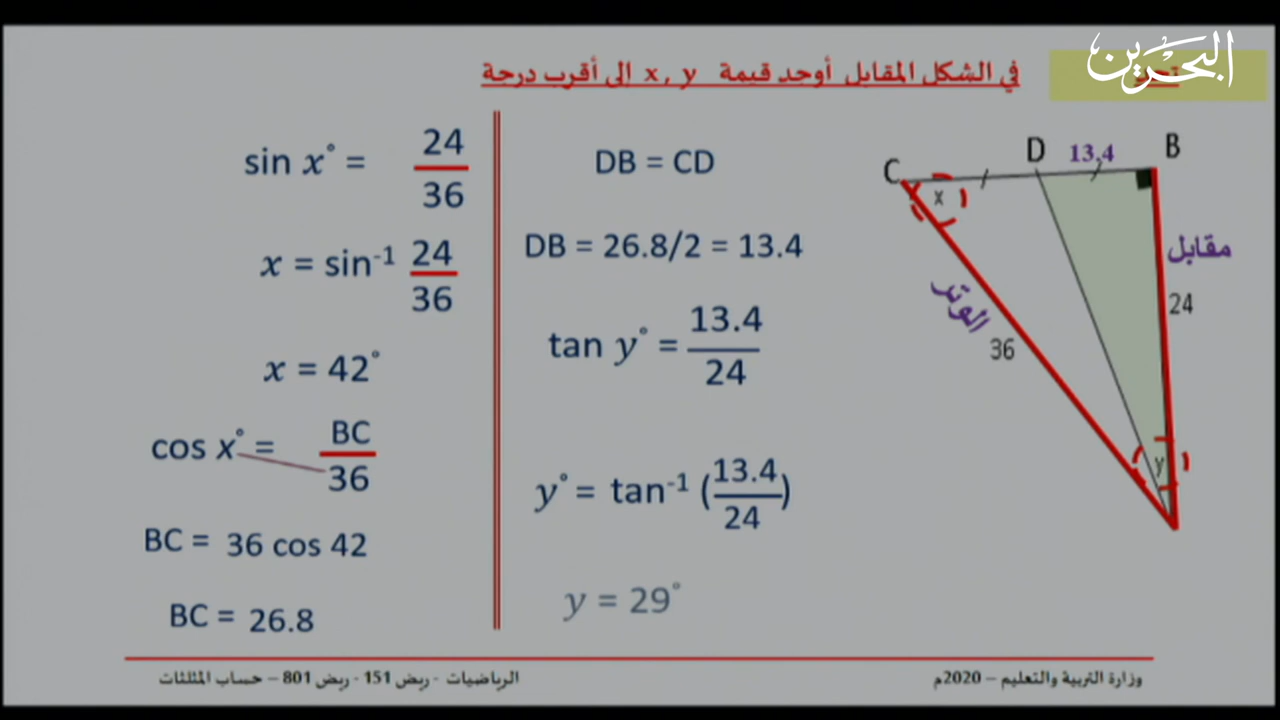 البحرين
في الشكل المقابل أوجد قيمة x, y إلى أقرب درجة
sin x° = 24/36
x = sin⁻¹ 24/36
x = 42°
cos x° = BC/36
BC = 36 cos 42
BC = 26.8
DB = CD
DB = 26.8/2 = 13.4
tan y° = 13.4/24
y° = tan⁻¹ (13.4/24)
y = 29°
C
D
13.4
B
x
مقابل
24
الوتر
36
y
وزارة التربية والتعليم – 2020م
الرياضيات - ريض 151 - ريض 801 – حساب المثلثات